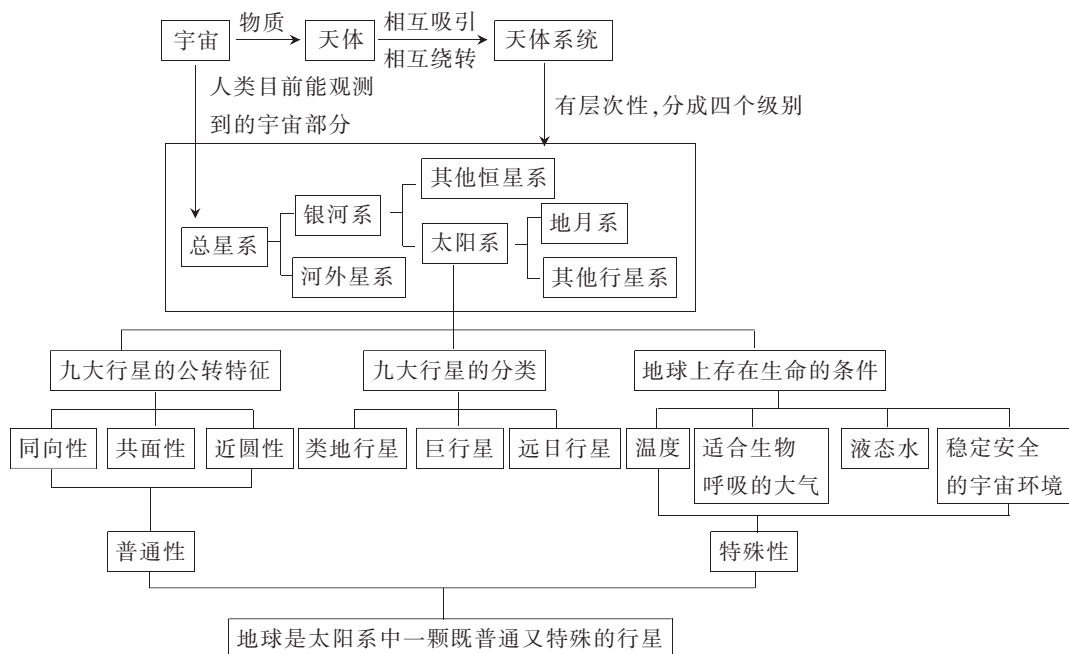 宇宙
物质
天体
相互吸引
相互绕转
天体系统
人类目前能观测
到的宇宙部分
有层次性,分成四个级别
总星系
银河系
河外星系
其他恒星系
太阳系
地月系
其他行星系
九大行星的公转特征
九大行星的分类
地球上存在生命的条件
同向性
共面性
近圆性
类地行星
巨行星
远日行星
温度
适合生物
呼吸的大气
液态水
稳定安全
的宇宙环境
普通性
特殊性
地球是太阳系中一颗既普通又特殊的行星